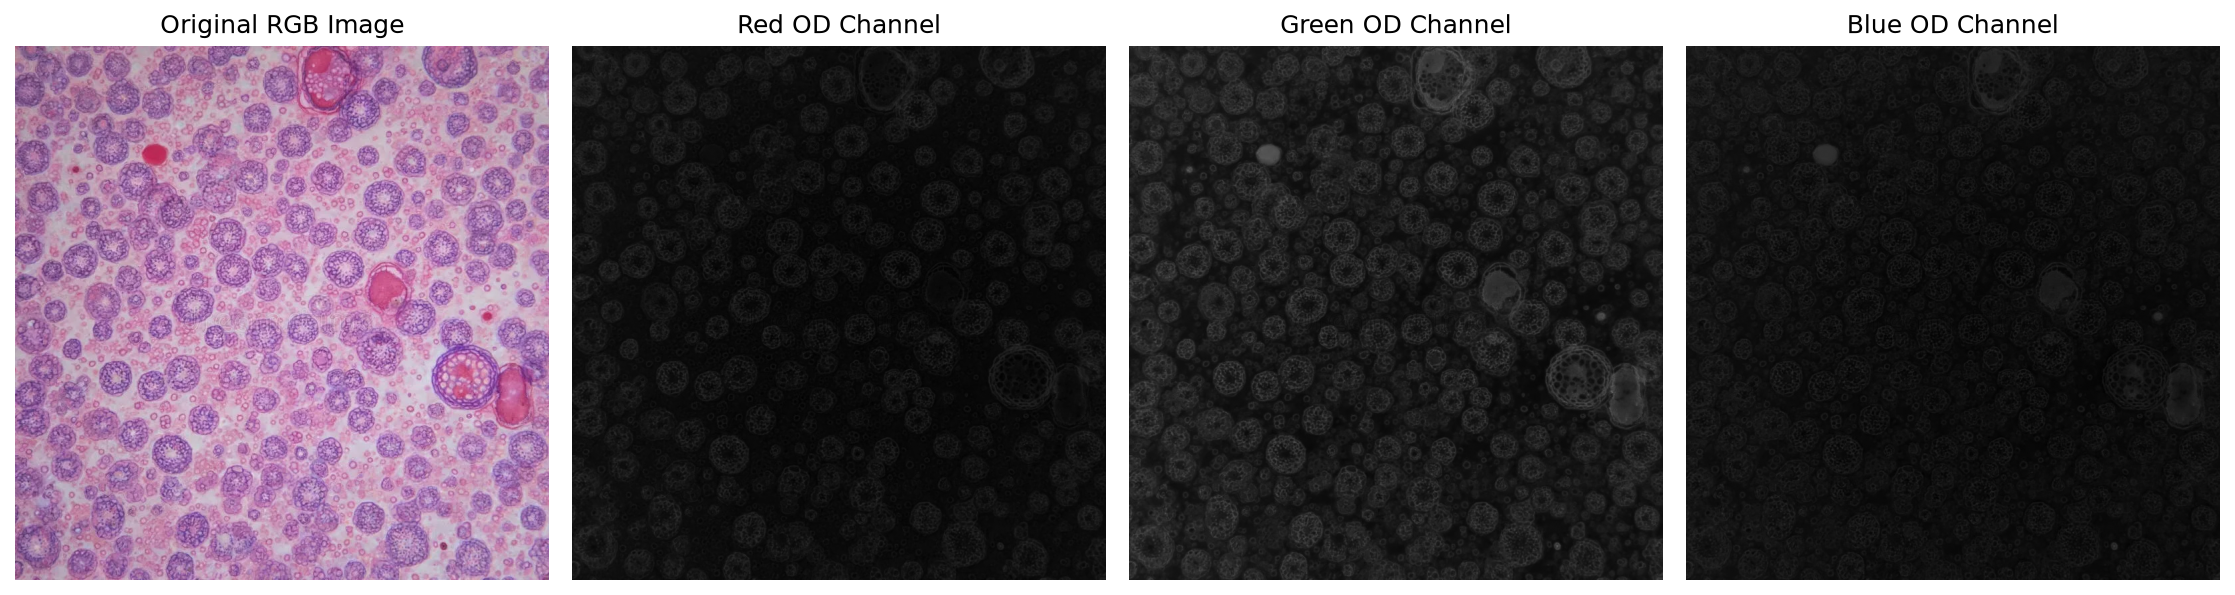 Original RGB Image
Red OD Channel
Green OD Channel
Blue OD Channel